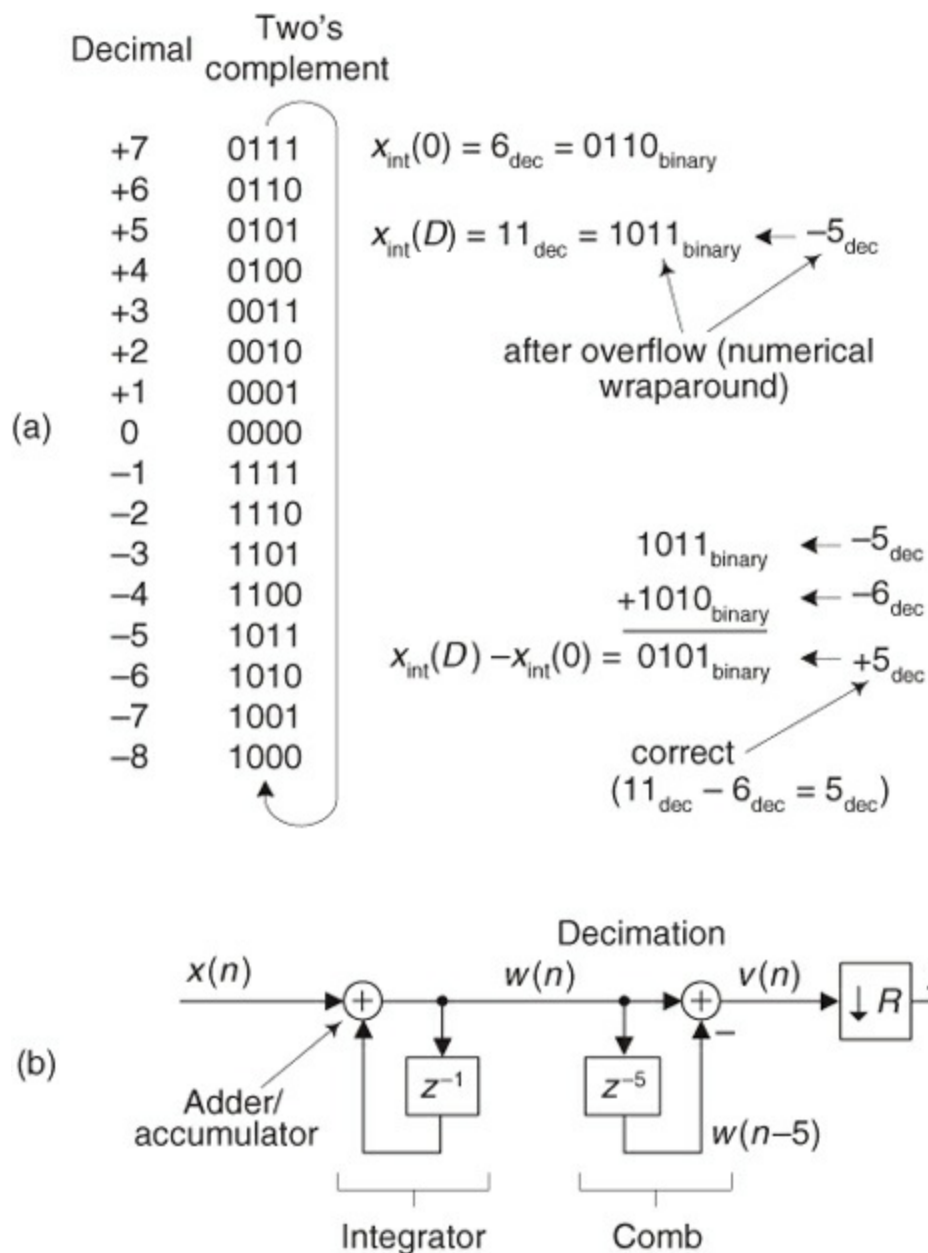 Decimal
Two's
complement
+7 0111
+6 0110
+5 0101
+4 0100
+3 0011
+2 0010
+1 0001
0 0000
–1 1111
–2 1110
–3 1101
–4 1100
–5 1011
–6 1010
–7 1001
–8 1000
(a)
x_int(0) = 6_dec = 0110_binary
x_int(D) = 11_dec = 1011_binary ← –5_dec
after overflow (numerical
wraparound)
1011_binary ← –5_dec
+1010_binary ← –6_dec
x_int(D) –x_int(0) = 0101_binary ← +5_dec
correct
(11_dec – 6_dec = 5_dec)
(b)
Decimation
x(n) + w(n) + v(n) ↓ R
–
z⁻¹ z⁻⁵
Adder/
accumulator
w(n–5)
Integrator Comb